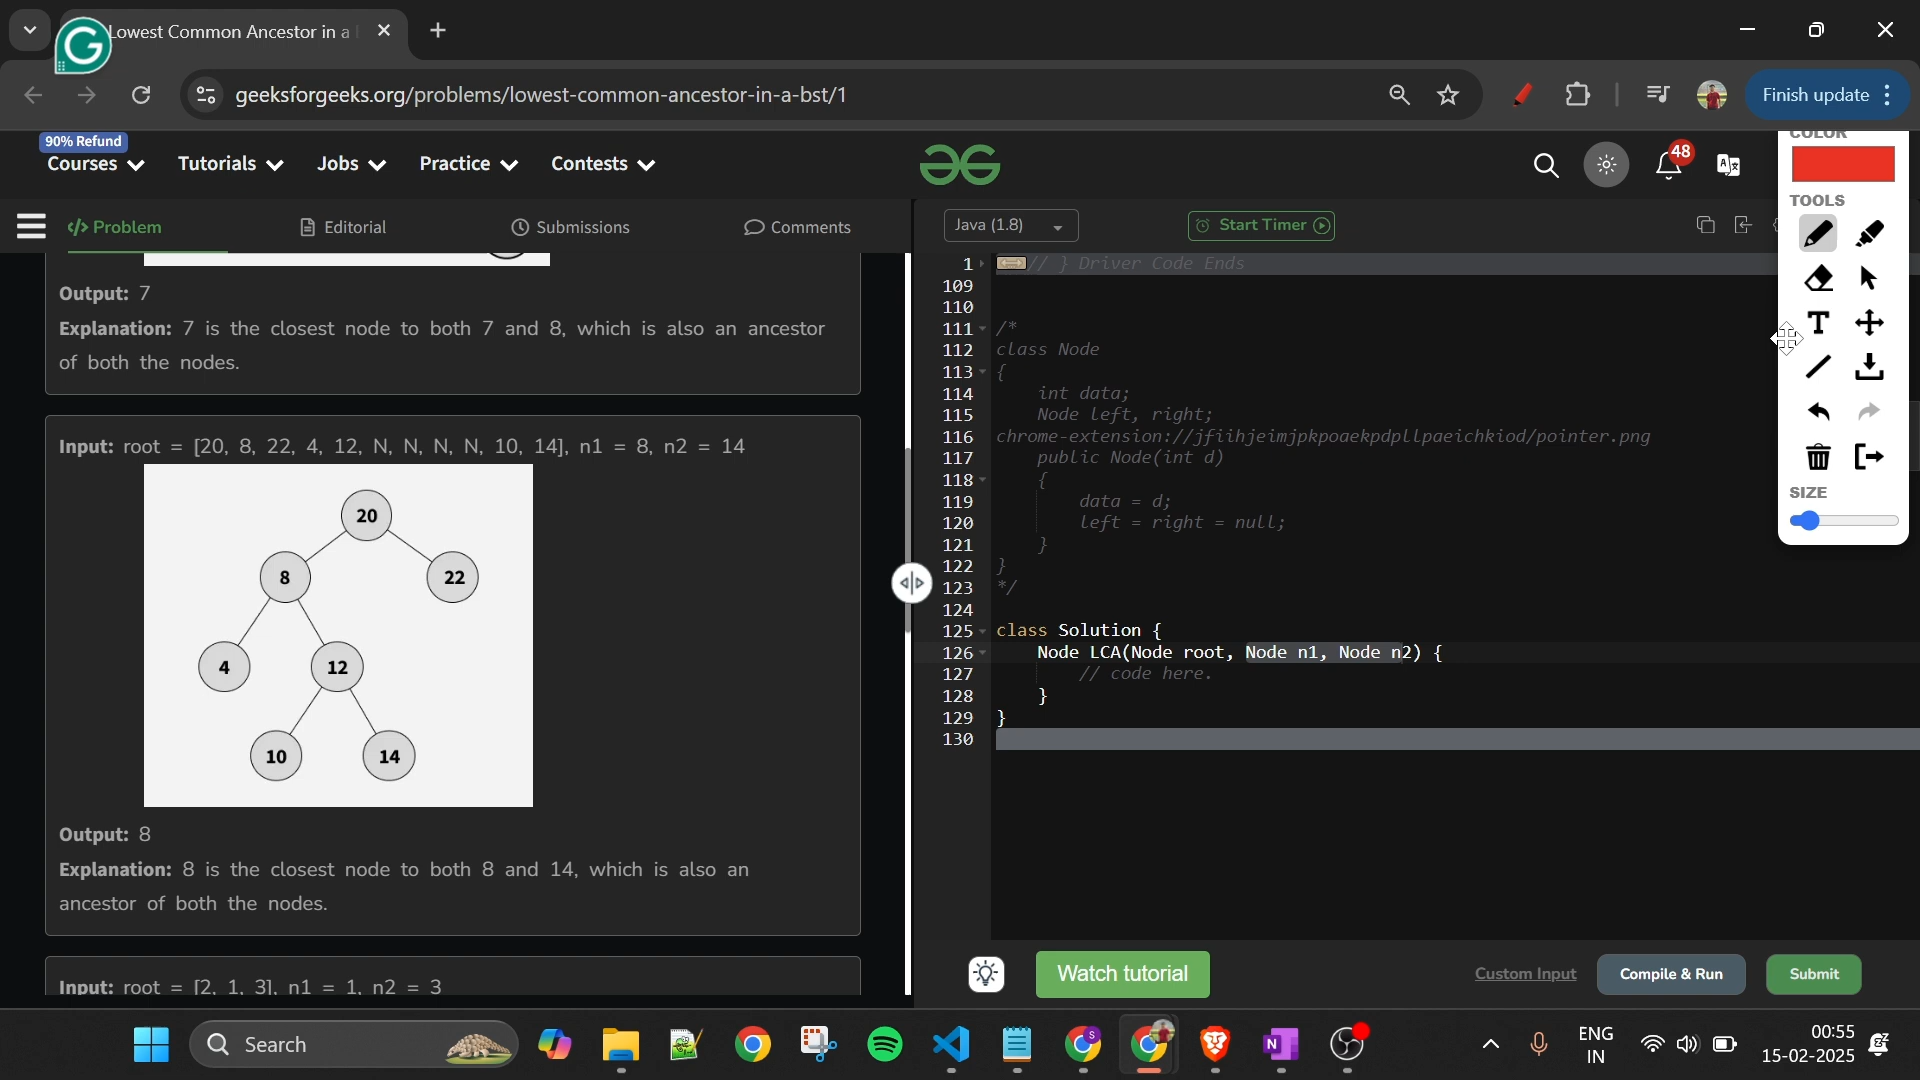 Lowest Common Ancestor in a
geeksforgeeks.org/problems/lowest-common-ancestor-in-a-bst/1
Finish update
90% Refund
Courses
Tutorials
Jobs
Practice
Contests
48
COLOR
TOOLS
SIZE
</> Problem
Editorial
Submissions
Comments
Java (1.8)
Start Timer
Output: 7
Explanation: 7 is the closest node to both 7 and 8, which is also an ancestor
of both the nodes.
Input: root = [20, 8, 22, 4, 12, N, N, N, N, 10, 14], n1 = 8, n2 = 14
20
8
22
4
12
10
14
Output: 8
Explanation: 8 is the closest node to both 8 and 14, which is also an
ancestor of both the nodes.
Input: root = [2, 1, 3], n1 = 1, n2 = 3
1 // } Driver Code Ends
109
110
111 /*
112 class Node
113 {
114 int data;
115 Node left, right;
116 chrome-extension://jfiihjeimjpkpoaekpdpllpaeichkiod/pointer.png
117 public Node(int d)
118 {
119 data = d;
120 left = right = null;
121 }
122 }
123 */
124
125 class Solution {
126 Node LCA(Node root, Node n1, Node n2) {
127 // code here.
128 }
129 }
130
Watch tutorial
Custom Input
Compile & Run
Submit
Search
ENG
IN
00:55
15-02-2025